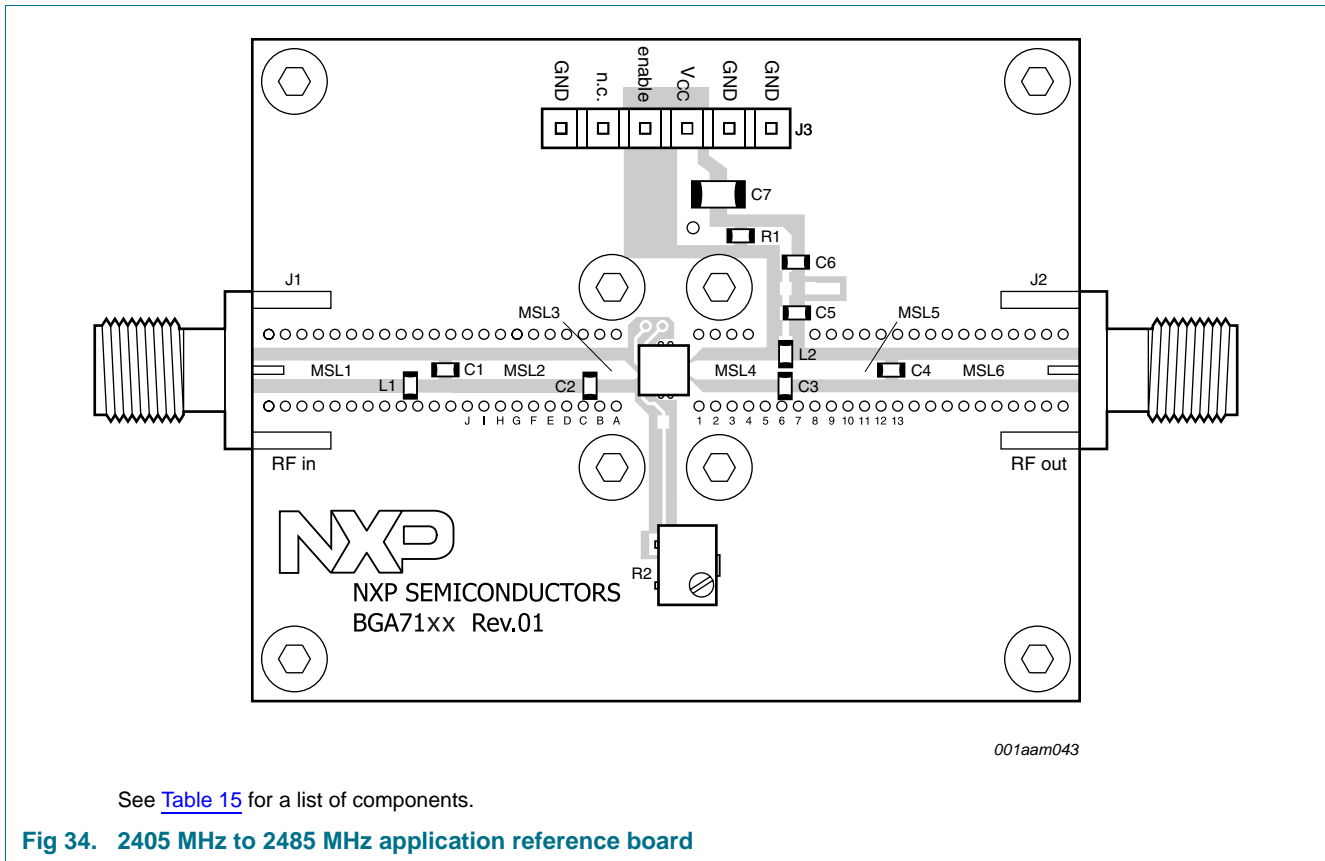 GND n.c. enable VCC GND GND
J3
C7
R1
C6
J1
J2
MSL3
C5
MSL5
L2
MSL1
C1
MSL2
MSL4
C4
MSL6
L1
C2
C3
J I H G F E D C B A
1 2 3 4 5 6 7 8 9 10 11 12 13
RF in
RF out
NXP
R2
NXP SEMICONDUCTORS
BGA71xx Rev.01
001aam043
See Table 15 for a list of components.
Fig 34. 2405 MHz to 2485 MHz application reference board